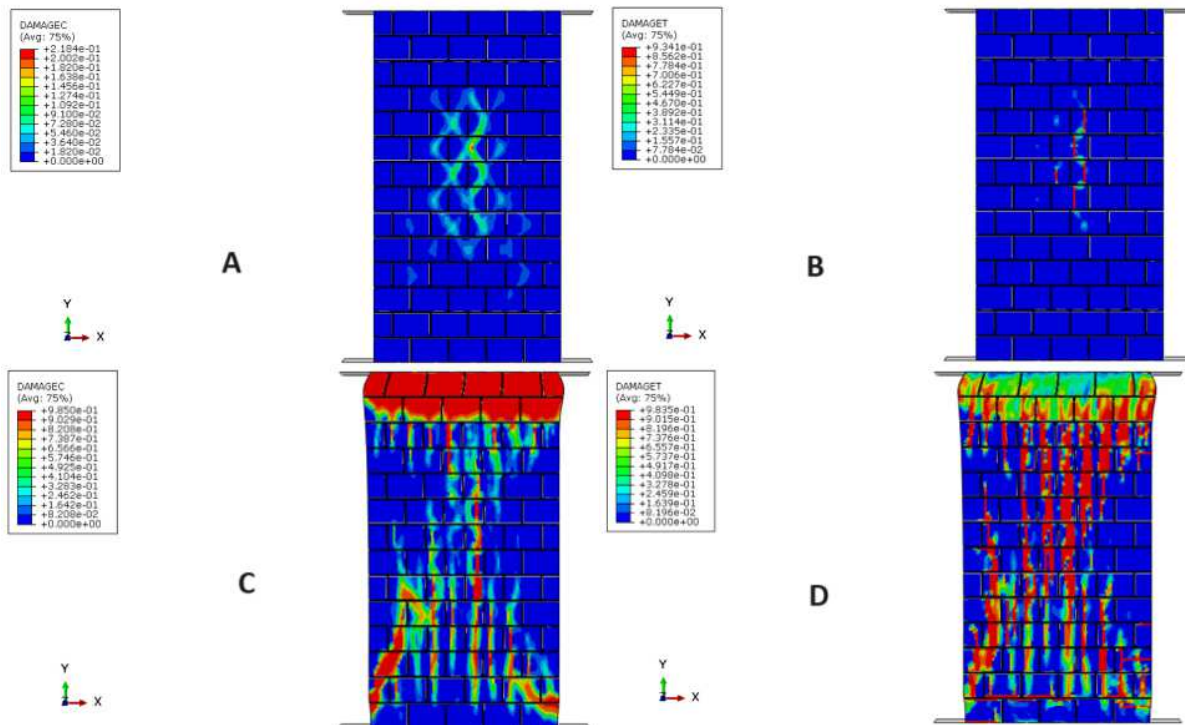 DAMAGEC
(Avg: 75%)
+2.184e-01
+2.002e-01
+1.820e-01
+1.638e-01
+1.456e-01
+1.274e-01
+1.092e-01
+9.100e-02
+7.280e-02
+5.460e-02
+3.640e-02
+1.820e-02
+0.000e+00
A
Y
Z
X
DAMAGET
(Avg: 75%)
+9.341e-01
+8.562e-01
+7.784e-01
+7.006e-01
+6.227e-01
+5.449e-01
+4.670e-01
+3.892e-01
+3.114e-01
+2.335e-01
+1.557e-01
+7.784e-02
+0.000e+00
B
Y
Z
X
DAMAGEC
(Avg: 75%)
+9.850e-01
+9.029e-01
+8.208e-01
+7.387e-01
+6.566e-01
+5.746e-01
+4.925e-01
+4.104e-01
+3.283e-01
+2.462e-01
+1.642e-01
+8.208e-02
+0.000e+00
C
Y
Z
X
DAMAGET
(Avg: 75%)
+9.835e-01
+9.015e-01
+8.196e-01
+7.376e-01
+6.557e-01
+5.737e-01
+4.917e-01
+4.098e-01
+3.278e-01
+2.459e-01
+1.639e-01
+8.196e-02
+0.000e+00
D
Y
Z
X